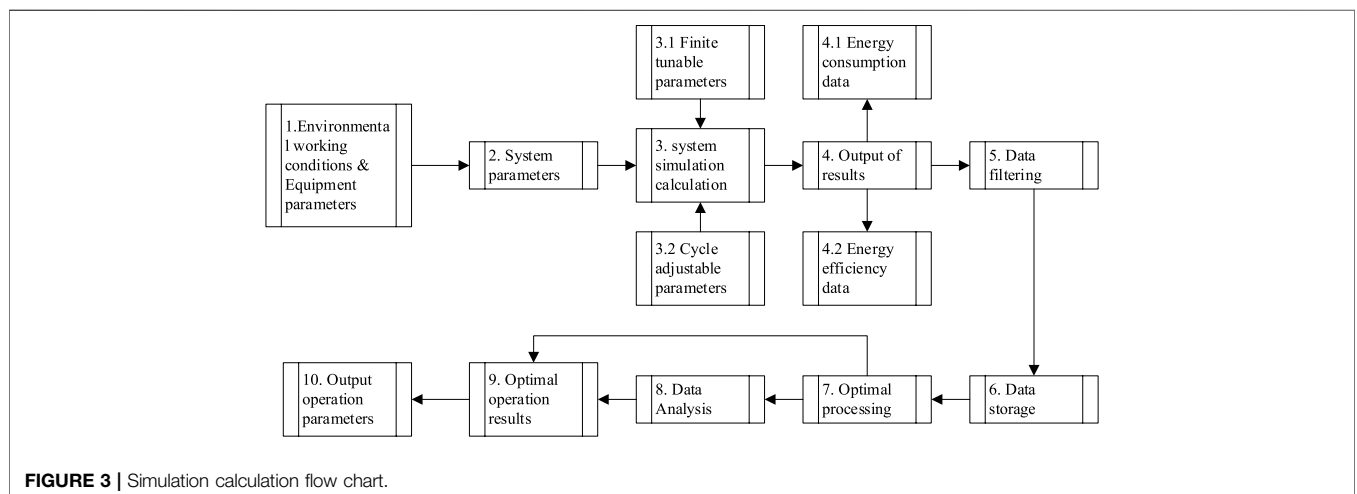 3.1 Finite
tunable
parameters
4.1 Energy
consumption
data
1.Environmenta
l working
conditions &
Equipment
parameters
2. System
parameters
3. system
simulation
calculation
4. Output of
results
5. Data
filtering
3.2 Cycle
adjustable
parameters
4.2 Energy
efficiency
data
10. Output
operation
parameters
9. Optimal
operation
results
8. Data
Analysis
7. Optimal
processing
6. Data
storage
FIGURE 3 | Simulation calculation flow chart.